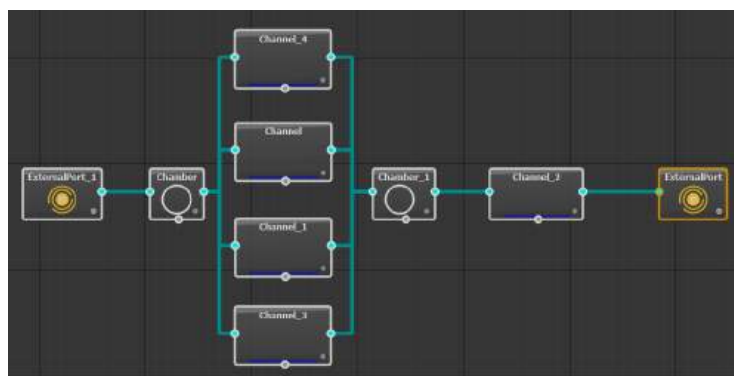 Channel_4
Channel
ExternalPort_1
Chamber
Chamber_1
Channel_2
ExternalPort
Channel_1
Channel_3